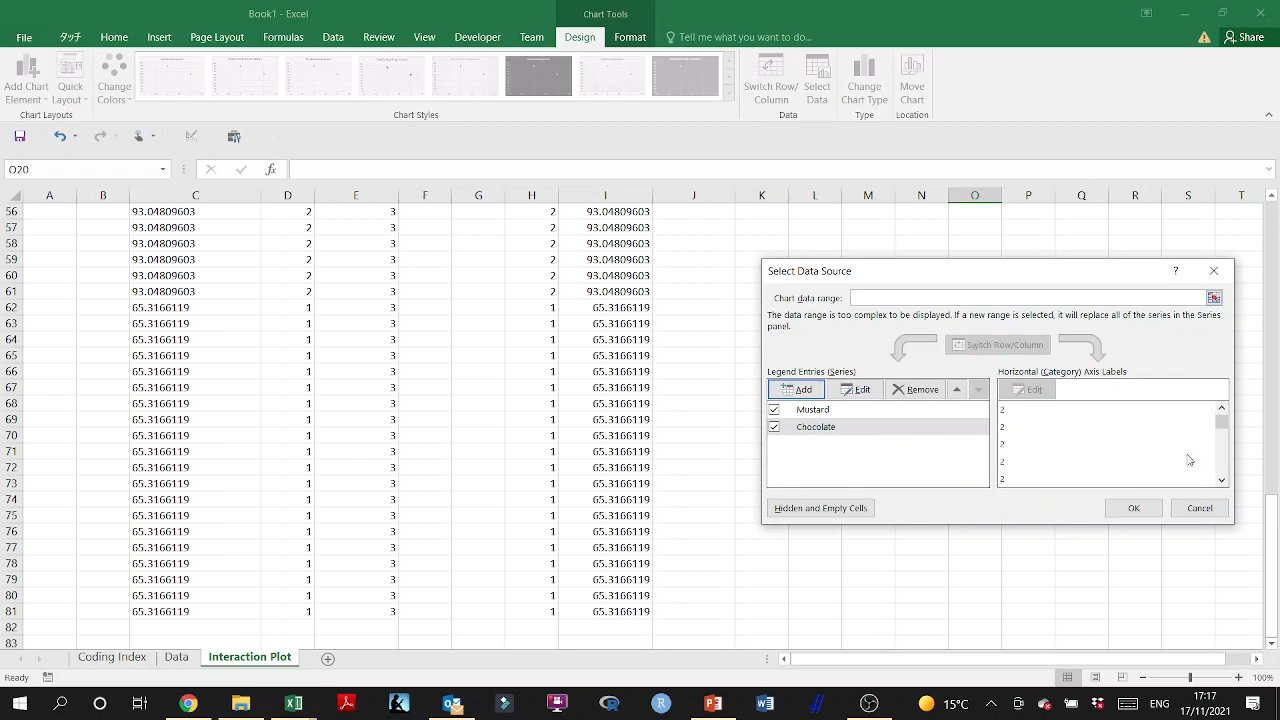 Book1 - Excel
Chart Tools
File
タッチ
Home
Insert
Page Layout
Formulas
Data
Review
View
Developer
Team
Design
Format
Tell me what you want to do...
Share
Add Chart Element
Quick Layout
Change Colors
Switch Row/ Column
Select Data
Change Chart Type
Move Chart
Chart Layouts
Chart Styles
Data
Type
Location
O20
fx
A B C D E F G H I J K L M N O P Q R S T
56 93.04809603 2 3 2 93.04809603
57 93.04809603 2 3 2 93.04809603
58 93.04809603 2 3 2 93.04809603
59 93.04809603 2 3 2 93.04809603
60 93.04809603 2 3 2 93.04809603
61 93.04809603 2 3 2 93.04809603
62 65.3166119 1 3 1 65.3166119
63 65.3166119 1 3 1 65.3166119
64 65.3166119 1 3 1 65.3166119
65 65.3166119 1 3 1 65.3166119
66 65.3166119 1 3 1 65.3166119
67 65.3166119 1 3 1 65.3166119
68 65.3166119 1 3 1 65.3166119
69 65.3166119 1 3 1 65.3166119
70 65.3166119 1 3 1 65.3166119
71 65.3166119 1 3 1 65.3166119
72 65.3166119 1 3 1 65.3166119
73 65.3166119 1 3 1 65.3166119
74 65.3166119 1 3 1 65.3166119
75 65.3166119 1 3 1 65.3166119
76 65.3166119 1 3 1 65.3166119
77 65.3166119 1 3 1 65.3166119
78 65.3166119 1 3 1 65.3166119
79 65.3166119 1 3 1 65.3166119
80 65.3166119 1 3 1 65.3166119
81 65.3166119 1 3 1 65.3166119
82
83
Select Data Source
?
Chart data range:
The data range is too complex to be displayed. If a new range is selected, it will replace all of the series in the Series
panel.
Switch Row/Column
Legend Entries (Series)
Horizontal (Category) Axis Labels
Add
Edit
Remove
Edit
Mustard
Chocolate
2
2
2
2
2
Hidden and Empty Cells
OK
Cancel
Coding Index
Data
Interaction Plot
Ready
100%
15°C
17:17
17/11/2021